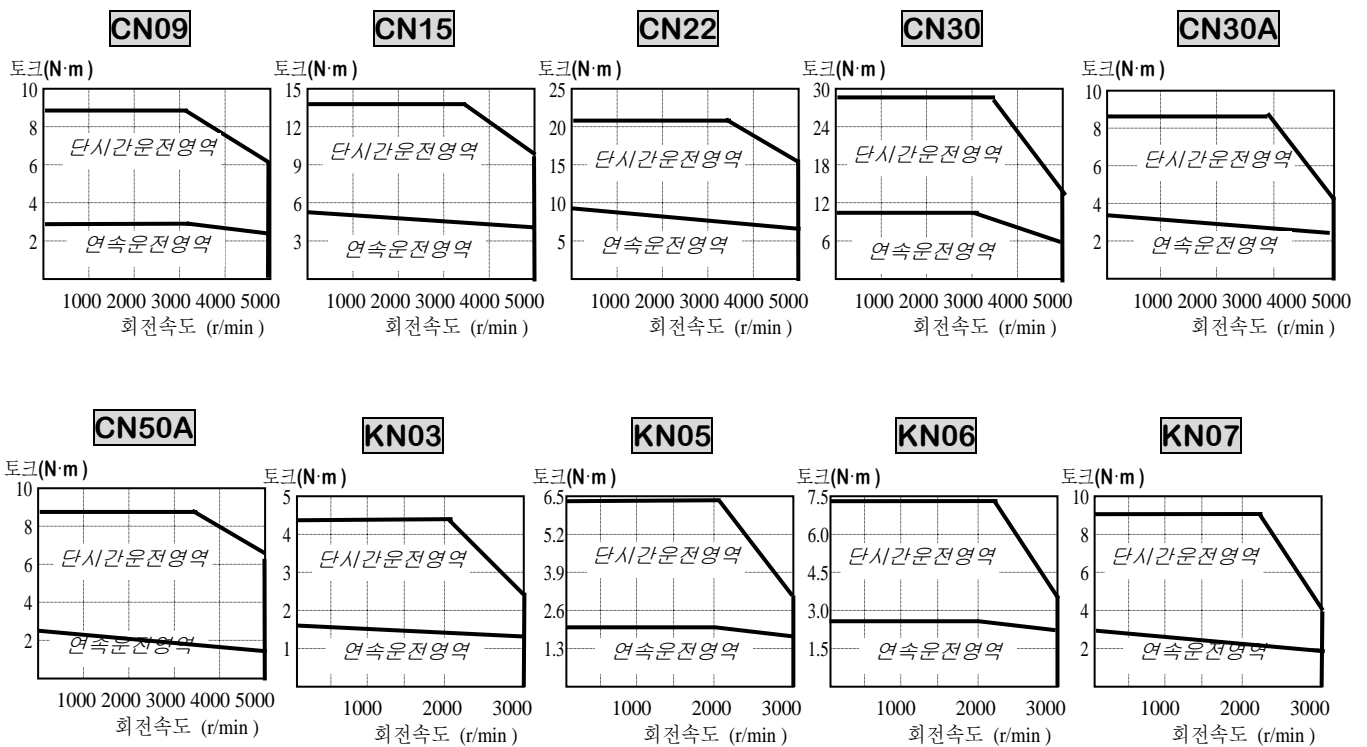 CN09 CN15 CN22 CN30 CN30A
토크(N·m) 토크(N·m) 토크(N·m) 토크(N·m) 토크(N·m)
10 15 25 30 10
8 12 20 24 8
단시간운전영역 단시간운전영역 단시간운전영역 단시간운전영역 단시간운전영역
6 9 15 18 6
4 6 10 12 4
연속운전영역 연속운전영역 연속운전영역 연속운전영역 연속운전영역
2 3 5 6 2
1000 2000 3000 4000 5000 1000 2000 3000 4000 5000 1000 2000 3000 4000 5000 1000 2000 3000 4000 5000 1000 2000 3000 4000 5000
회전속도 (r/min) 회전속도 (r/min) 회전속도 (r/min) 회전속도 (r/min) 회전속도 (r/min)
CN50A KN03 KN05 KN06 KN07
토크(N·m) 토크(N·m) 토크(N·m) 토크(N·m) 토크(N·m)
10 5 6.5 7.5 10
8 4 5.2 6.0 8
단시간운전영역 단시간운전영역 단시간운전영역 단시간운전영역 단시간운전영역
6 3 3.9 4.5 6
4 2 2.6 3.0 4
2 1 1.3 1.5 2
연속운전영역 연속운전영역 연속운전영역 연속운전영역 연속운전영역
1000 2000 3000 4000 5000 1000 2000 3000 1000 2000 3000 1000 2000 3000 1000 2000 3000
회전속도 (r/min) 회전속도 (r/min) 회전속도 (r/min) 회전속도 (r/min) 회전속도 (r/min)